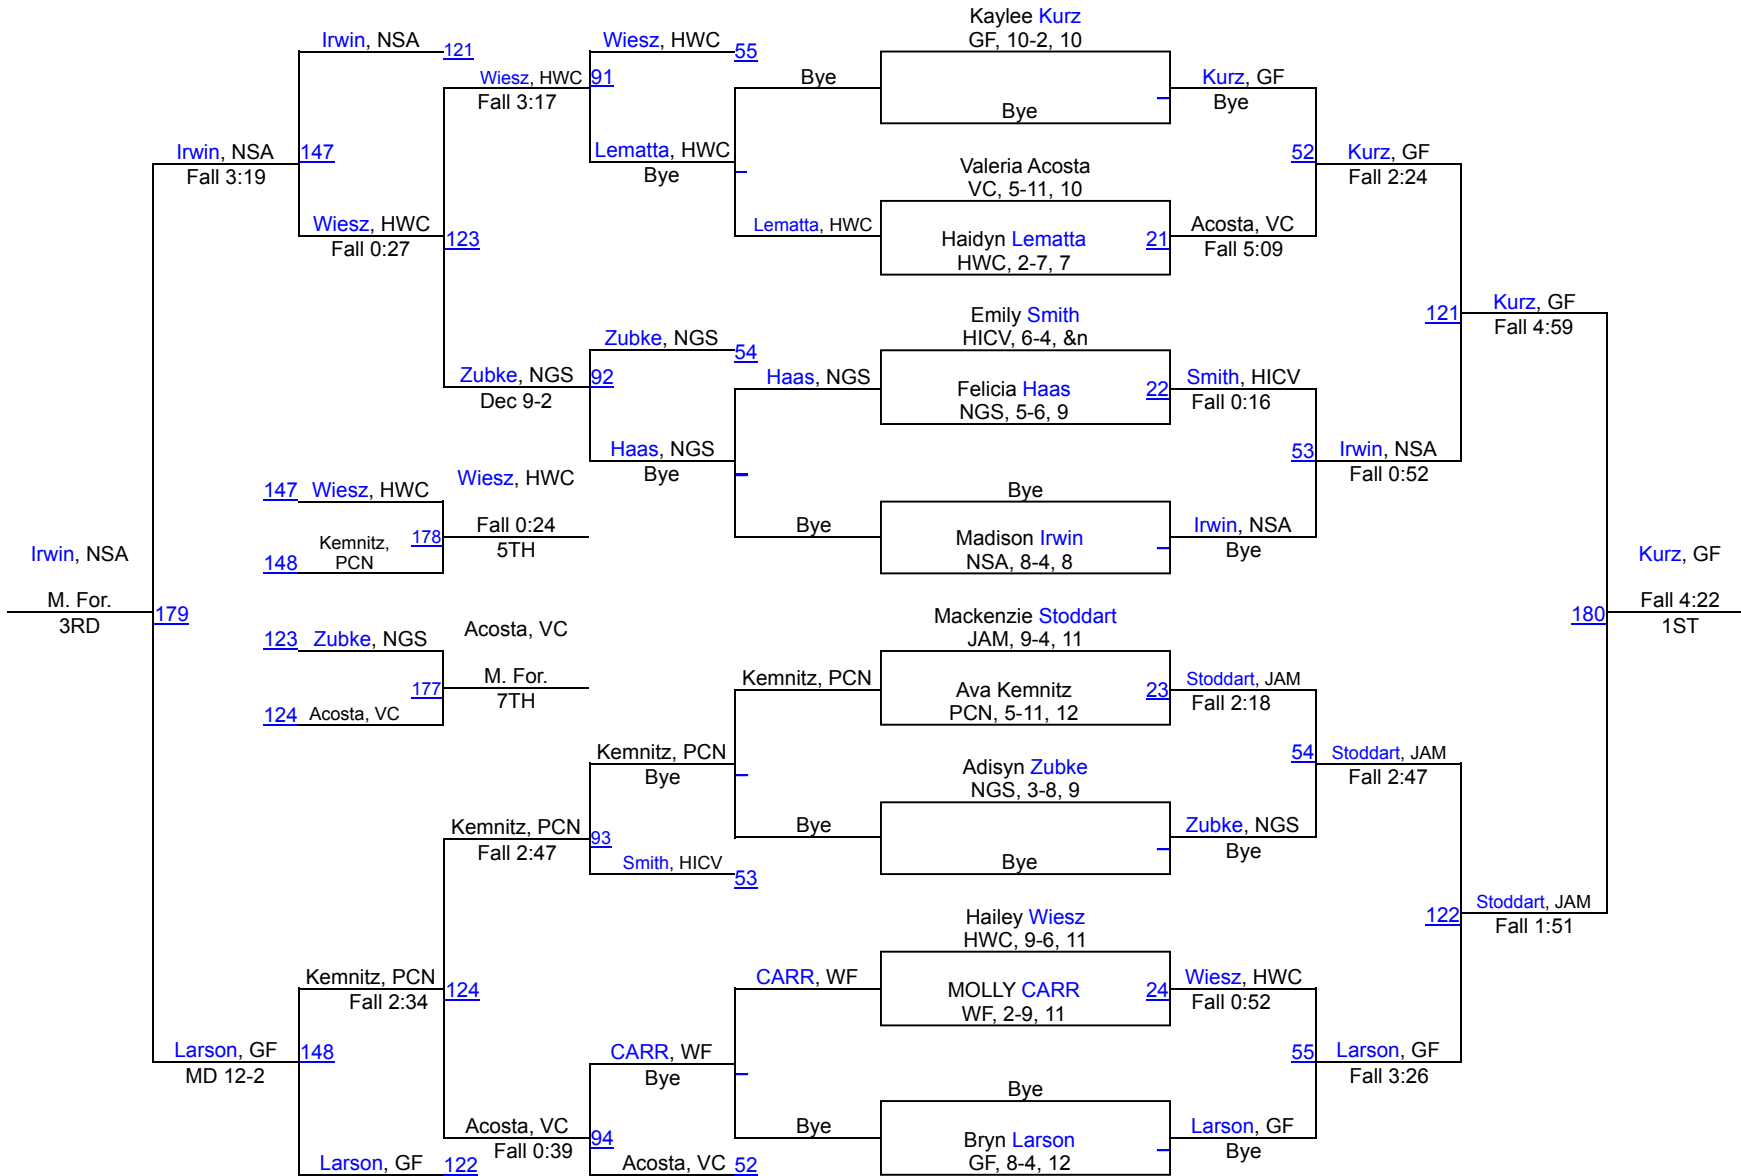 Kaylee Kurz
GF, 10-2, 10
Irwin, NSA
121
Wiesz, HWC
55
Wiesz, HWC
91
Fall 3:17
Bye
Bye
Kurz, GF
Bye
Irwin, NSA
147
Fall 3:19
Lematta, HWC
Bye
Valeria Acosta
VC, 5-11, 10
52
Kurz, GF
Fall 2:24
Wiesz, HWC
Fall 0:27
123
Lematta, HWC
Haidyn Lematta
HWC, 2-7, 7
21
Acosta, VC
Fall 5:09
Emily Smith
HICV, 6-4, &n
121
Kurz, GF
Fall 4:59
Zubke, NGS
54
Zubke, NGS
92
Dec 9-2
Haas, NGS
Felicia Haas
NGS, 5-6, 9
22
Smith, HICV
Fall 0:16
Haas, NGS
Bye
53
Irwin, NSA
Fall 0:52
147
Wiesz, HWC
Wiesz, HWC
Bye
Fall 0:24
5TH
178
Kemnitz,
PCN
148
Bye
Madison Irwin
NSA, 8-4, 8
Irwin, NSA
Bye
Irwin, NSA
M. For.
3RD
179
Kurz, GF
Fall 4:22
1ST
180
Mackenzie Stoddart
JAM, 9-4, 11
123
Zubke, NGS
Acosta, VC
M. For.
7TH
177
124
Acosta, VC
Kemnitz, PCN
Ava Kemnitz
PCN, 5-11, 12
23
Stoddart, JAM
Fall 2:18
Kemnitz, PCN
Bye
Adisyn Zubke
NGS, 3-8, 9
54
Stoddart, JAM
Fall 2:47
Kemnitz, PCN
Fall 2:47
93
Bye
Bye
Zubke, NGS
Bye
Smith, HICV
53
Hailey Wiesz
HWC, 9-6, 11
122
Stoddart, JAM
Fall 1:51
Kemnitz, PCN
Fall 2:34
124
CARR, WF
MOLLY CARR
WF, 2-9, 11
24
Wiesz, HWC
Fall 0:52
Larson, GF
MD 12-2
148
CARR, WF
Bye
55
Larson, GF
Fall 3:26
Bye
Acosta, VC
Fall 0:39
94
Bye
Bryn Larson
GF, 8-4, 12
Larson, GF
Bye
Larson, GF
122
Acosta, VC
52